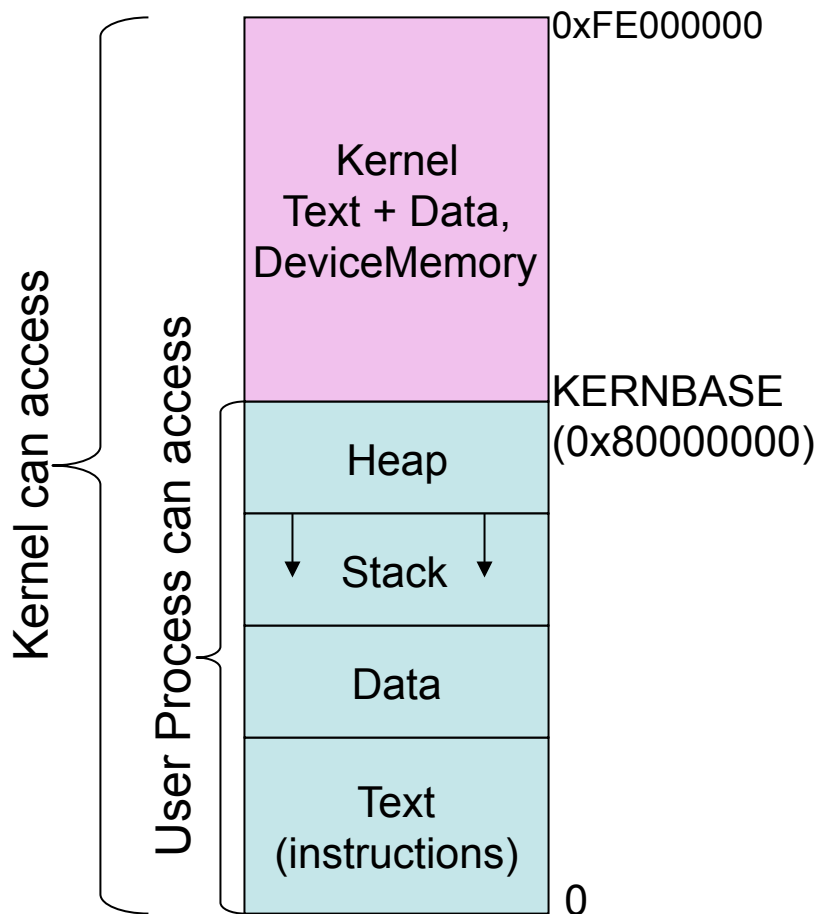 0xFE000000
Kernel
Text + Data,
DeviceMemory
Kernel can access
User Process can access
KERNBASE
(0x80000000)
Heap
Stack
Data
Text
(instructions)
0